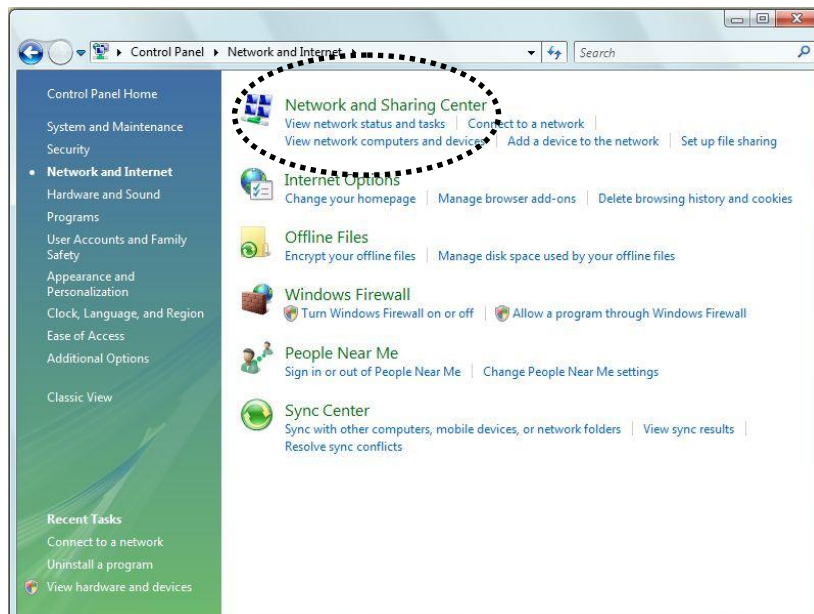 Control Panel Network and Internet Search
Control Panel Home
System and Maintenance
Security
Network and Internet
Hardware and Sound
Programs
User Accounts and Family
Safety
Appearance and
Personalization
Clock, Language, and Region
Ease of Access
Additional Options
Classic View
Recent Tasks
Connect to a network
Uninstall a program
View hardware and devices
Network and Sharing Center
View network status and tasks Connect to a network
View network computers and devices Add a device to the network Set up file sharing
Internet Options
Change your homepage Manage browser add-ons Delete browsing history and cookies
Offline Files
Encrypt your offline files Manage disk space used by your offline files
Windows Firewall
Turn Windows Firewall on or off Allow a program through Windows Firewall
People Near Me
Sign in or out of People Near Me Change People Near Me settings
Sync Center
Sync with other computers, mobile devices, or network folders View sync results
Resolve sync conflicts